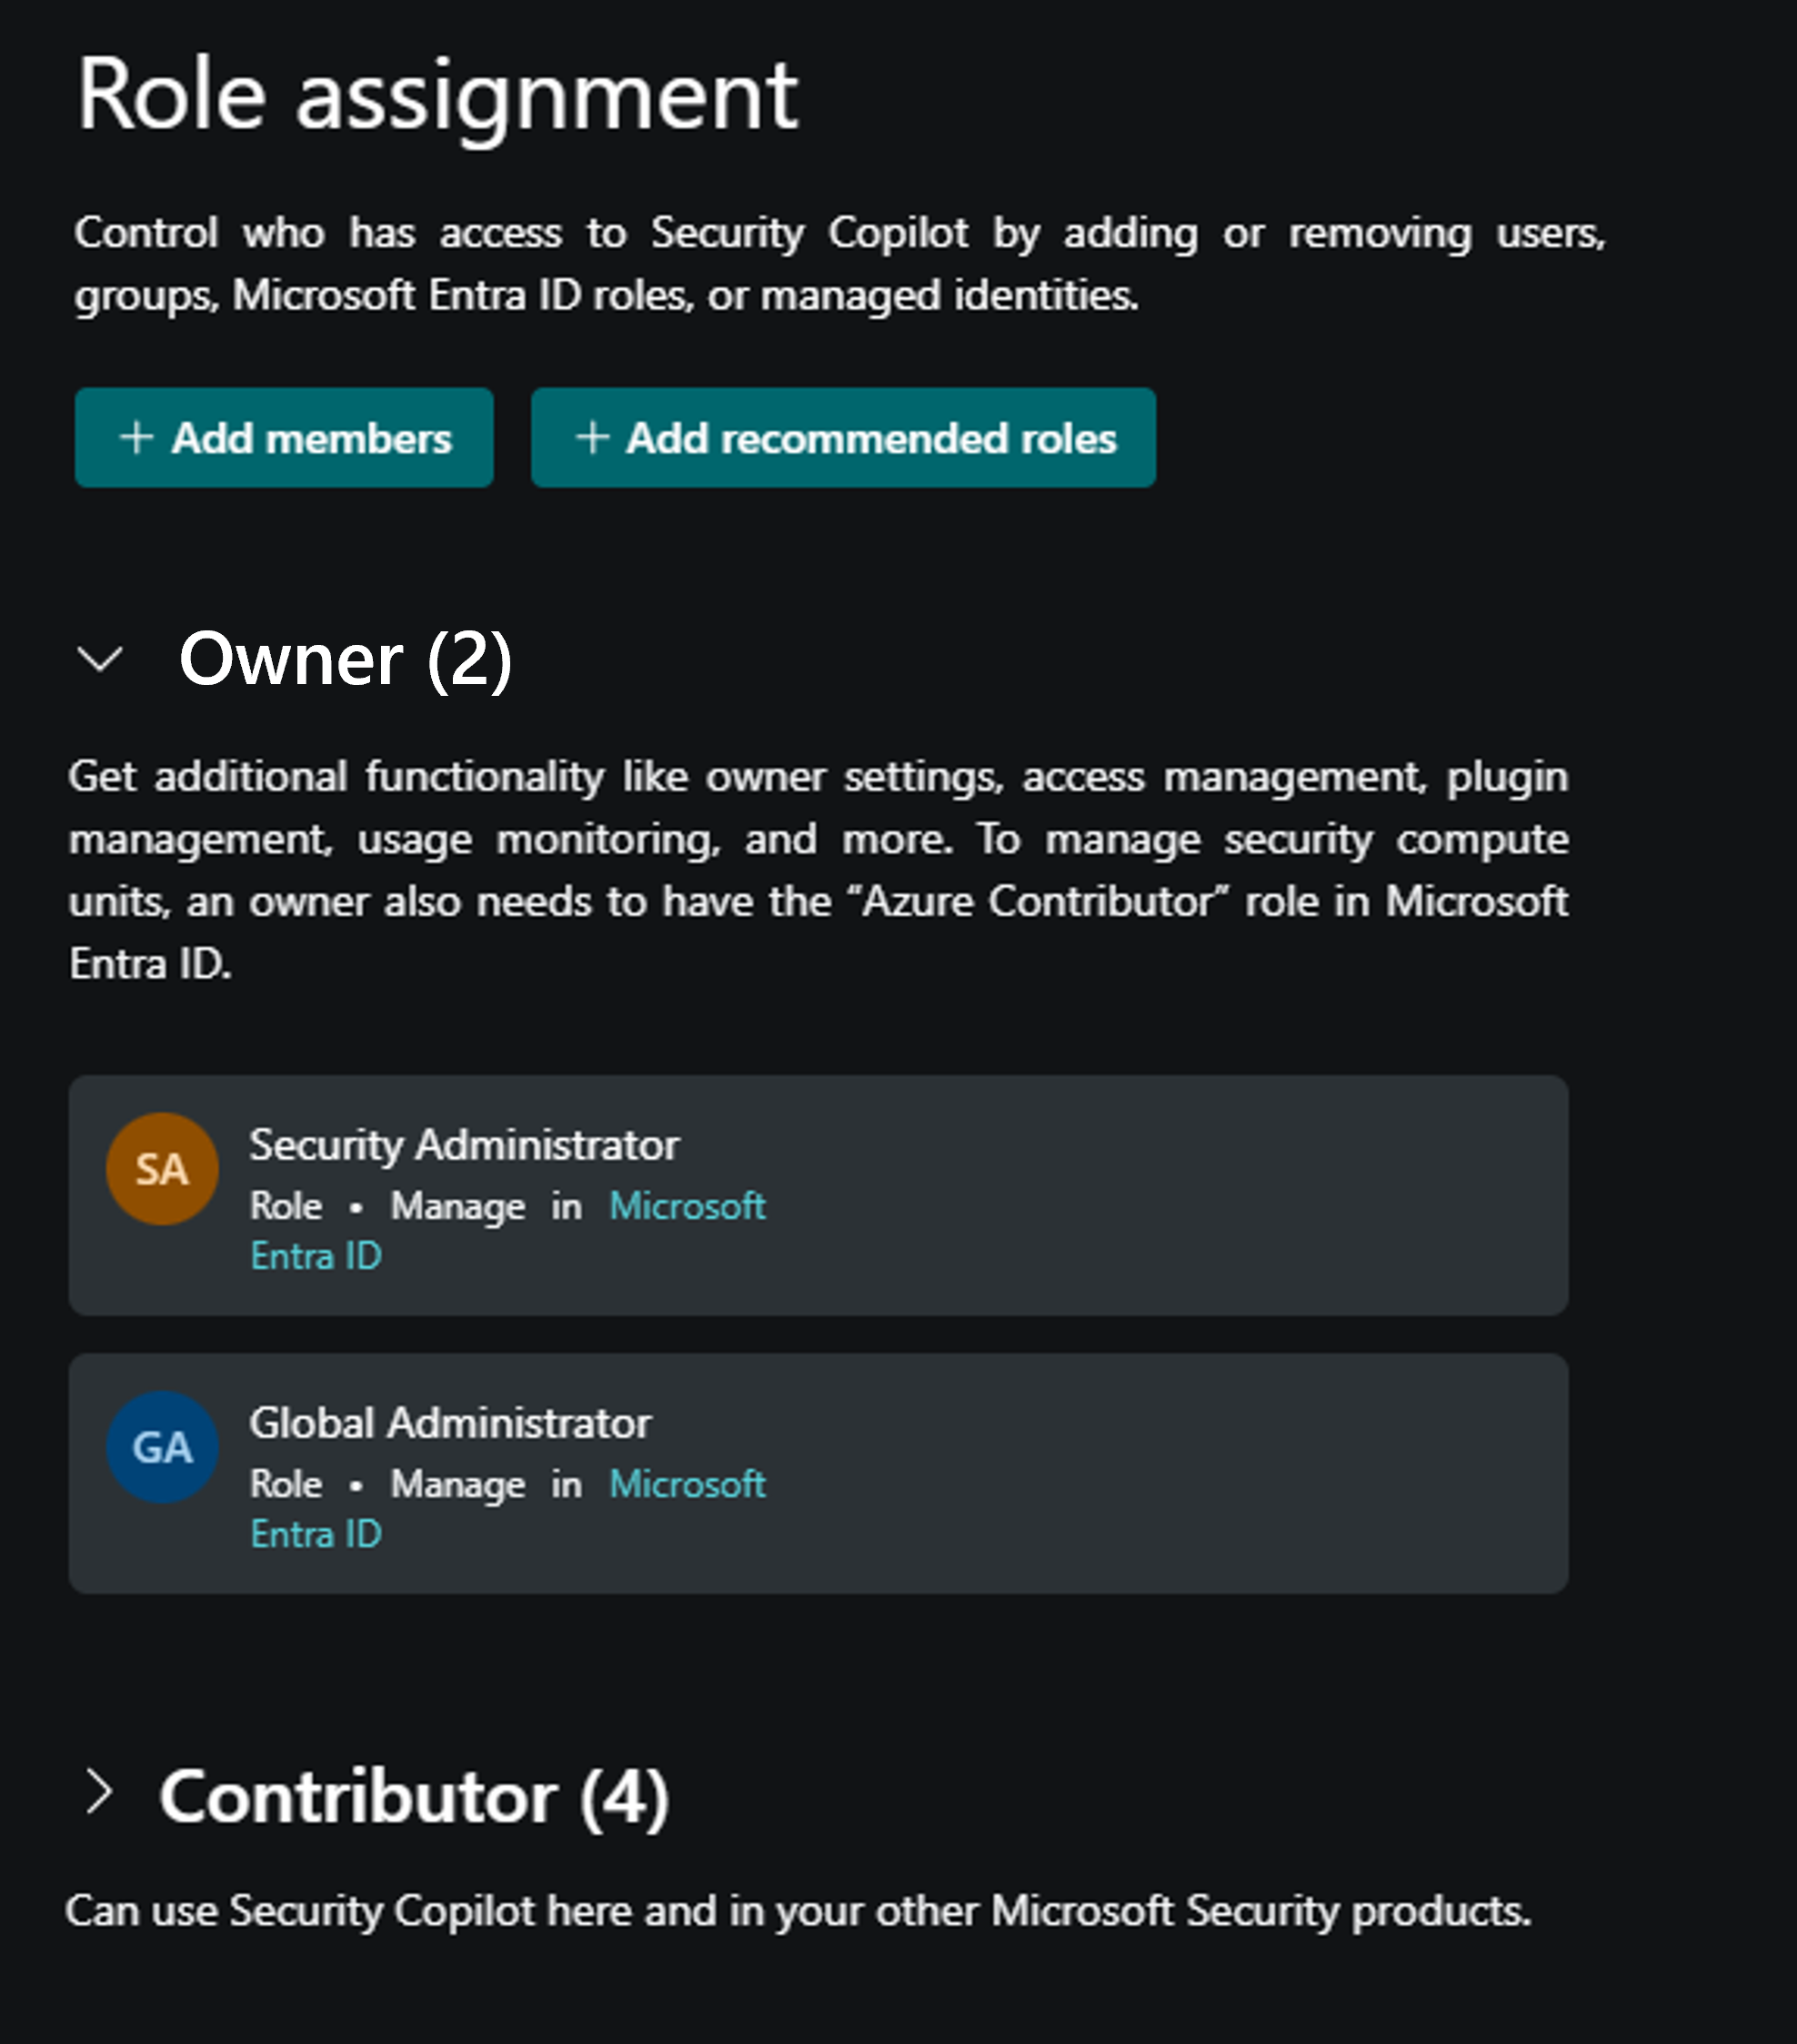 Role assignment
Control who has access to Security Copilot by adding or removing users,
groups, Microsoft Entra ID roles, or managed identities.
+ Add members + Add recommended roles
Owner (2)
Get additional functionality like owner settings, access management, plugin
management, usage monitoring, and more. To manage security compute
units, an owner also needs to have the “Azure Contributor” role in Microsoft
Entra ID.
SA
Security Administrator
Role • Manage in Microsoft
Entra ID
GA
Global Administrator
Role • Manage in Microsoft
Entra ID
Contributor (4)
Can use Security Copilot here and in your other Microsoft Security products.